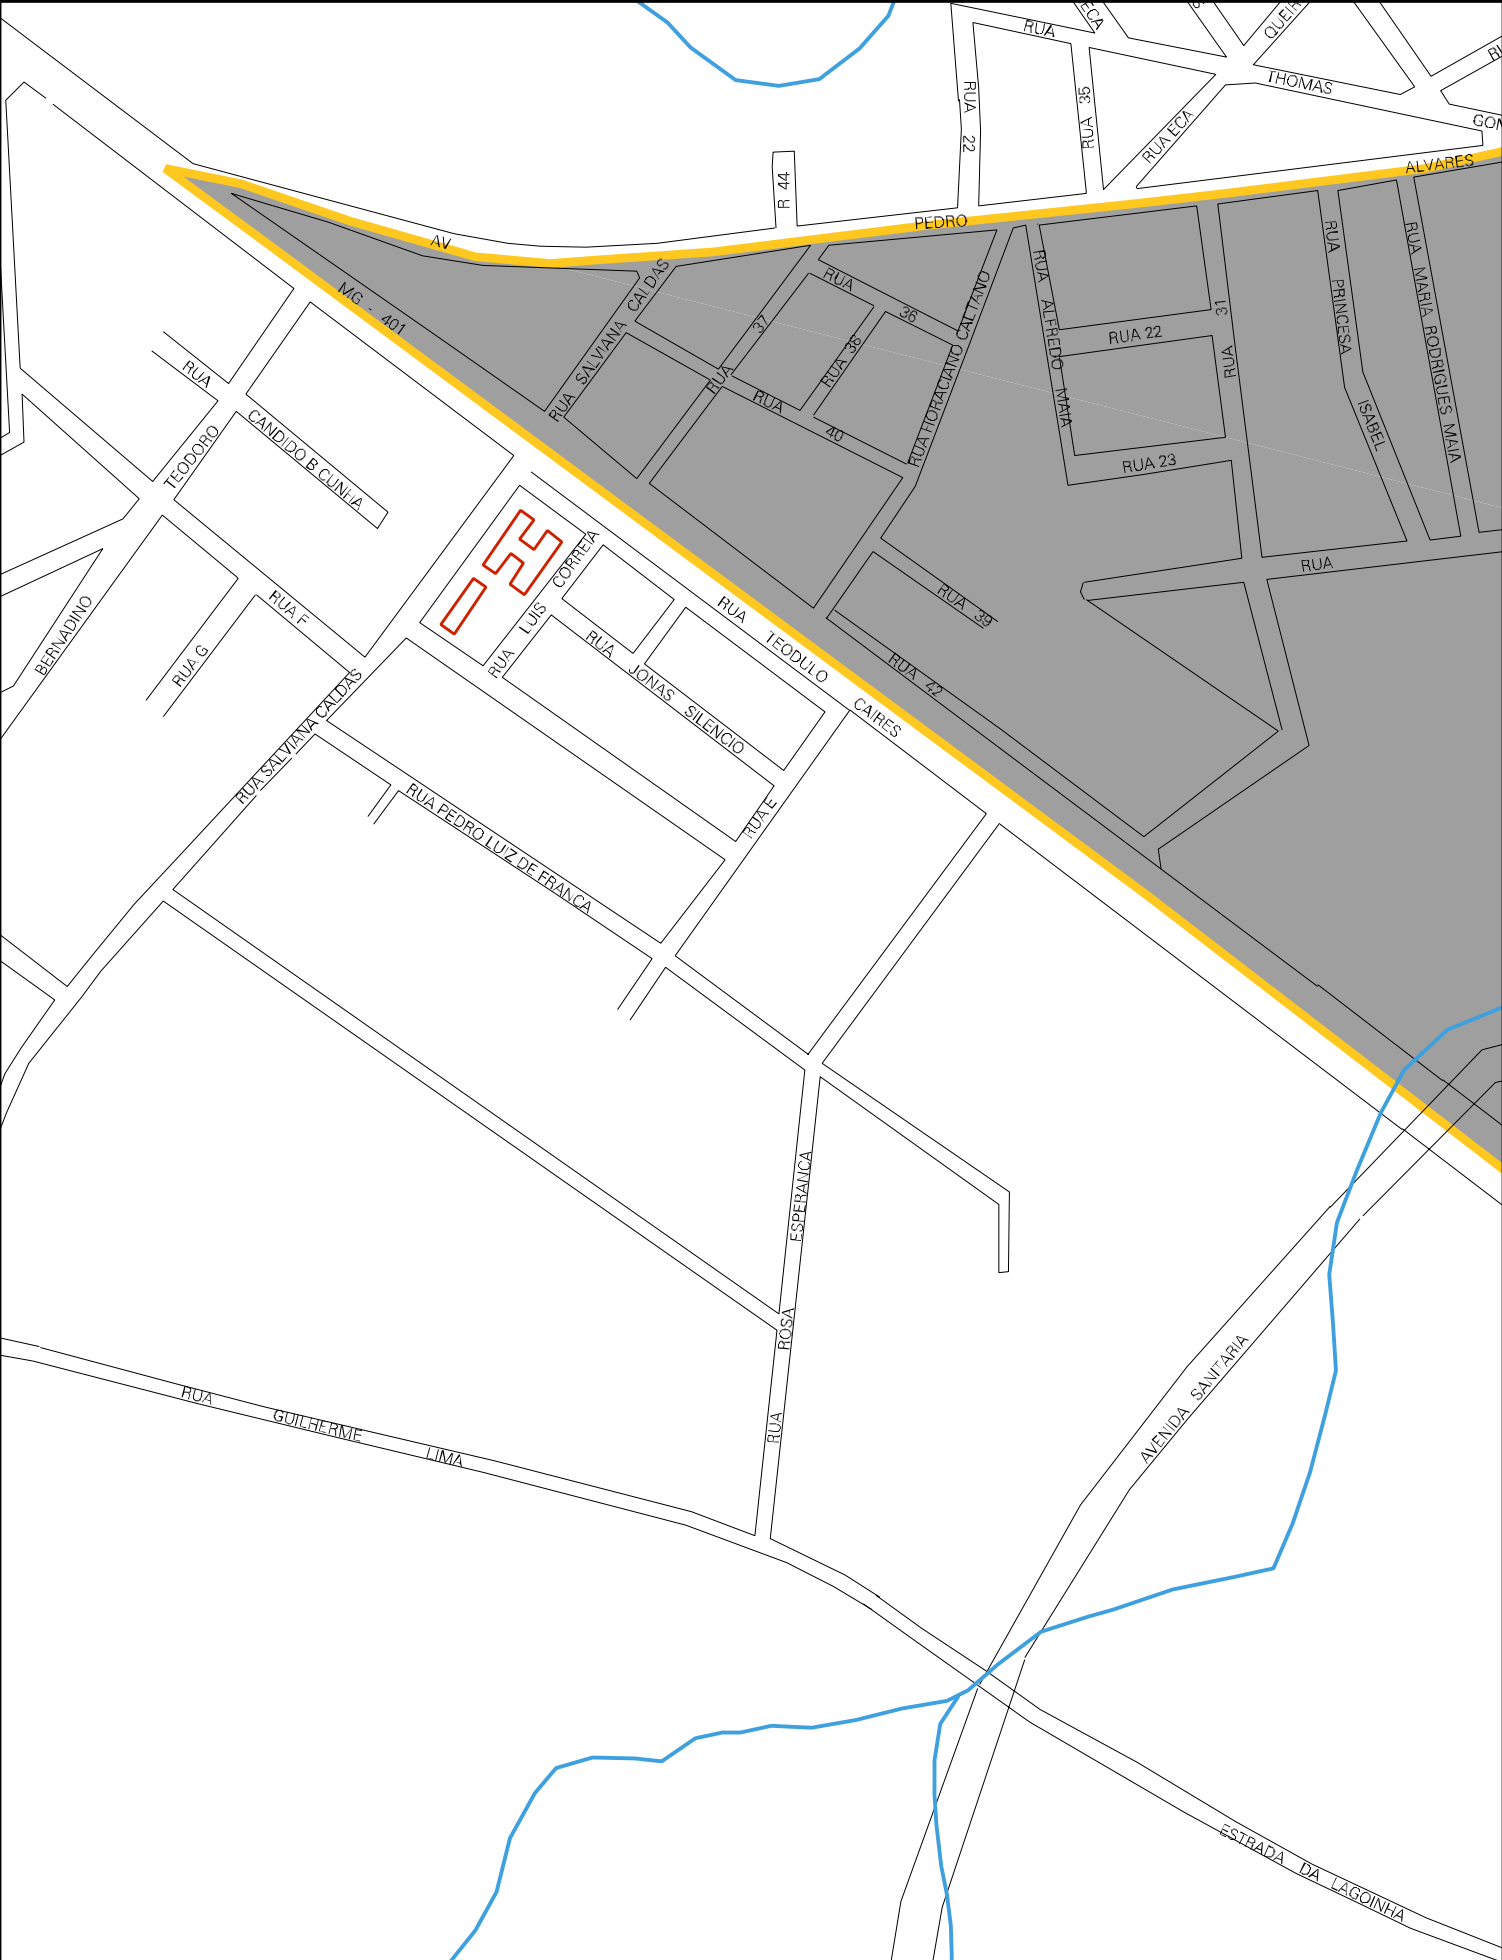 RUA
ECA
QUEIR
THOMAS
GON
RUA 22
RUA 35
RUA ECA
ALVARES
R 44
PEDRO
AV
MG - 401
RUA SALVIANA CALDAS
RUA 37
RUA 36
RUA 38
RUA 40
RUA HORACIANO CAETANO
RUA ALFREDO MAIA
RUA 22
RUA 23
RUA 31
RUA PRINCESA ISABEL
RUA MARIA RODRIGUES MAIA
RUA
RUA 39
RUA 42
RUA
CANDIDO B CUNHA
TEODORO
BERNADINO
RUA G
RUA F
RUA SALVIANA CALDAS
RUA LUIS CORREIA
RUA JONAS SILENCIO
RUA TEODULO CAIRES
RUA E
RUA PEDRO LUIZ DE FRANCA
RUA ROSA ESPERANCA
RUA GUILHERME LIMA
AVENIDA SANITARIA
ESTRADA DA LAGOINHA